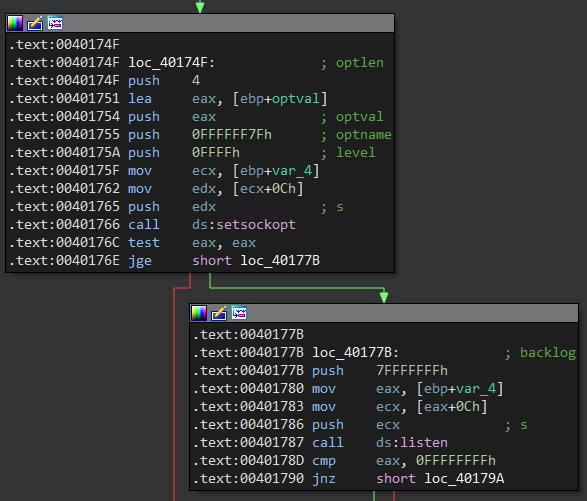 .text:0040174F
.text:0040174F loc_40174F: ; optlen
.text:0040174F push 4
.text:00401751 lea eax, [ebp+optval]
.text:00401754 push eax ; optval
.text:00401755 push 0FFFFFF7Fh ; optname
.text:0040175A push 0FFFFh ; level
.text:0040175F mov ecx, [ebp+var_4]
.text:00401762 mov edx, [ecx+0Ch]
.text:00401765 push edx ; s
.text:00401766 call ds:setsockopt
.text:0040176C test eax, eax
.text:0040176E jge short loc_40177B
.text:0040177B
.text:0040177B loc_40177B: ; backlog
.text:0040177B push 7FFFFFFFh
.text:00401780 mov eax, [ebp+var_4]
.text:00401783 mov ecx, [eax+0Ch]
.text:00401786 push ecx ; s
.text:00401787 call ds:listen
.text:0040178D cmp eax, 0FFFFFFFFh
.text:00401790 jnz short loc_40179A